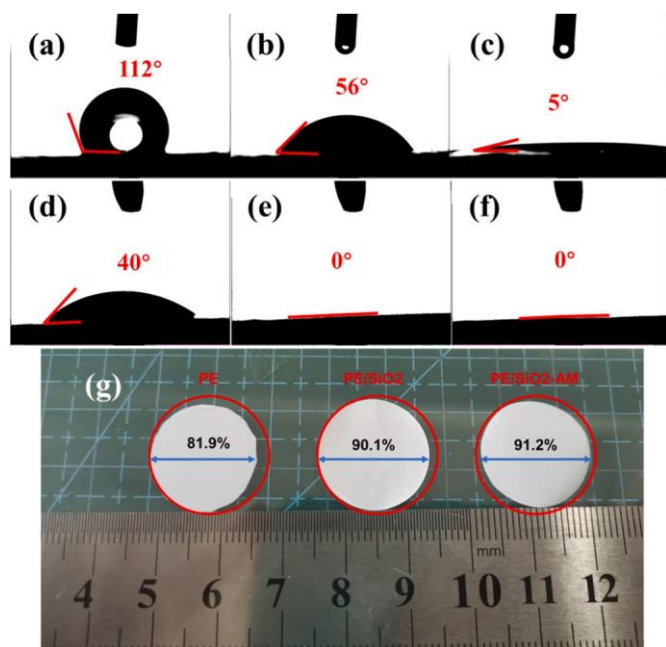 (a)
112°
(b)
56°
(c)
5°
(d)
40°
(e)
0°
(f)
0°
(g)
PE
PE/SiO2
PE/SiO2-AM
81.9%
90.1%
91.2%
mm
4 5 6 7 8 9 10 11 12